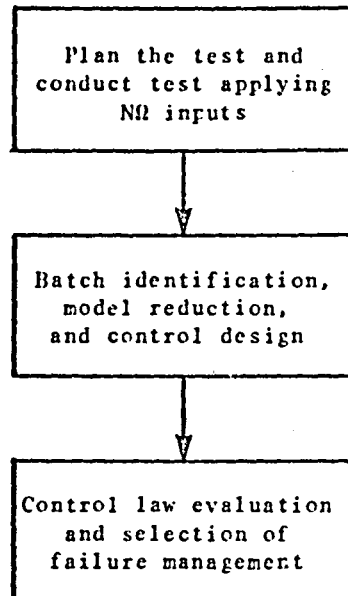 Plan the test and
conduct test applying
NΩ inputs
Batch identification,
model reduction,
and control design
Control law evaluation
and selection of
failure management